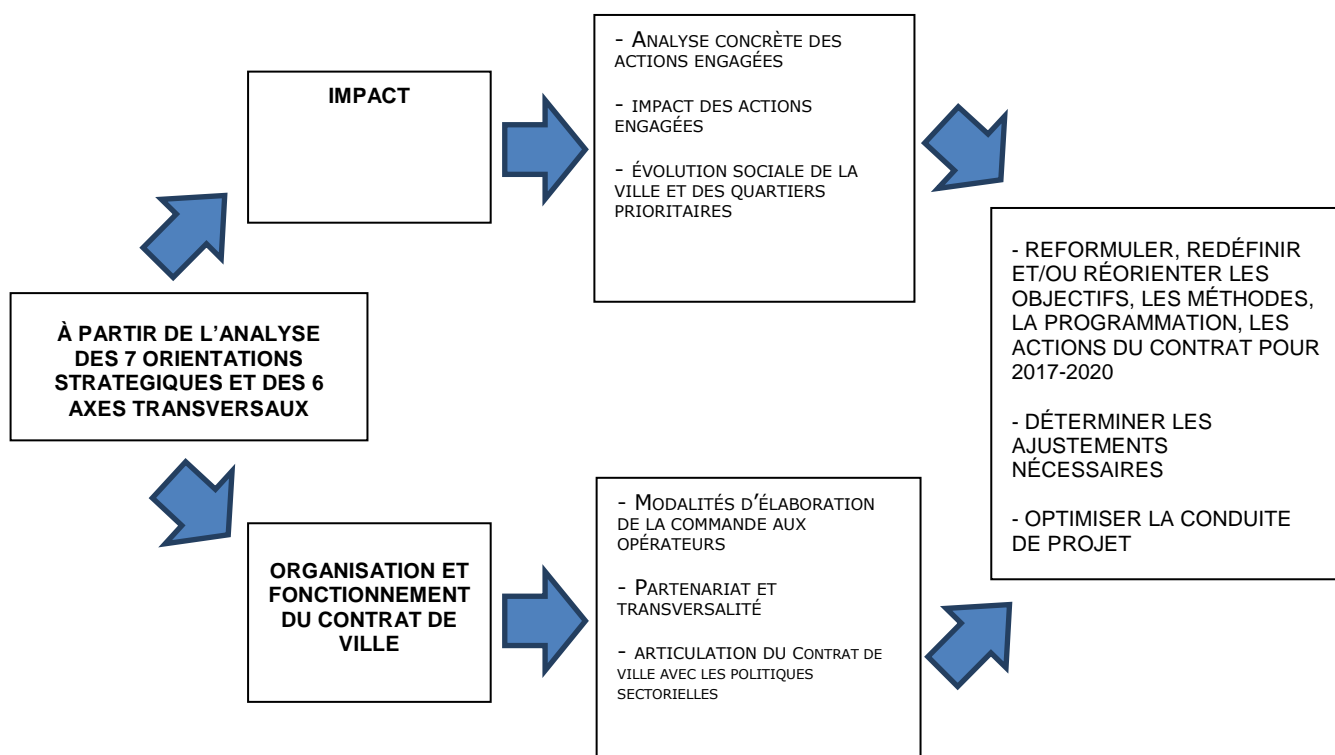 À PARTIR DE L’ANALYSE
DES 7 ORIENTATIONS
STRATEGIQUES ET DES 6
AXES TRANSVERSAUX
IMPACT
- ANALYSE CONCRÈTE DES
ACTIONS ENGAGÉES
- IMPACT DES ACTIONS
ENGAGÉES
- ÉVOLUTION SOCIALE DE LA
VILLE ET DES QUARTIERS
PRIORITAIRES
ORGANISATION ET
FONCTIONNEMENT
DU CONTRAT DE
VILLE
- MODALITÉS D’ÉLABORATION
DE LA COMMANDE AUX
OPÉRATEURS
- PARTENARIAT ET
TRANSVERSALITÉ
- ARTICULATION DU CONTRAT DE
VILLE AVEC LES POLITIQUES
SECTORIELLES
- REFORMULER, REDÉFINIR
ET/OU RÉORIENTER LES
OBJECTIFS, LES MÉTHODES,
LA PROGRAMMATION, LES
ACTIONS DU CONTRAT POUR
2017-2020
- DÉTERMINER LES
AJUSTEMENTS
NÉCESSAIRES
- OPTIMISER LA CONDUITE
DE PROJET